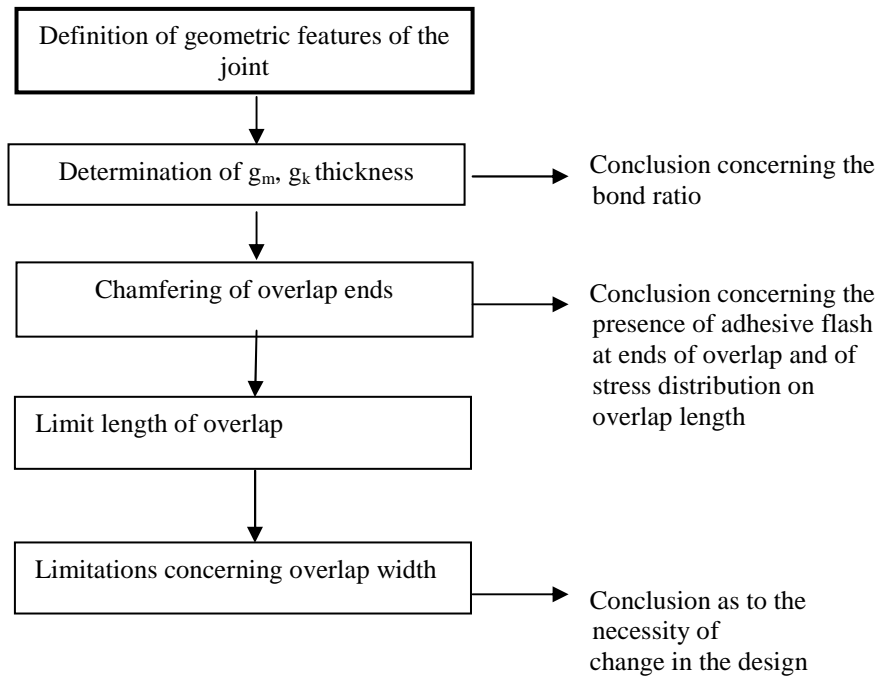 Definition of geometric features of the
joint
Determination of gm, gk thickness
Conclusion concerning the
bond ratio
Chamfering of overlap ends
Conclusion concerning the
presence of adhesive flash
at ends of overlap and of
stress distribution on
overlap length
Limit length of overlap
Limitations concerning overlap width
Conclusion as to the
necessity of
change in the design